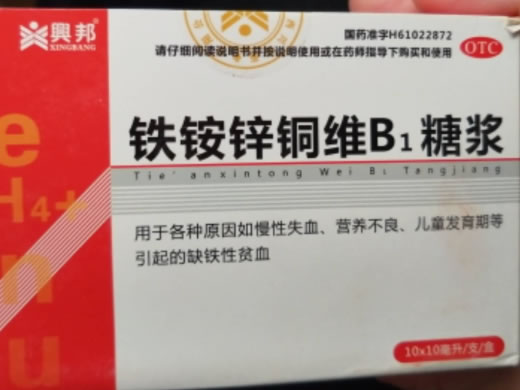 興邦
XINGBANG
国药准字H61022872
请仔细阅读说明书并按说明使用或在药师指导下购买和使用
OTC
铁铵锌铜维B1糖浆
Tie'anxintong Wei B1 Tangjiang
用于各种原因如慢性失血、营养不良、儿童发育期等
引起的缺铁性贫血
e
H4+
n
u
10x10毫升/支/盒